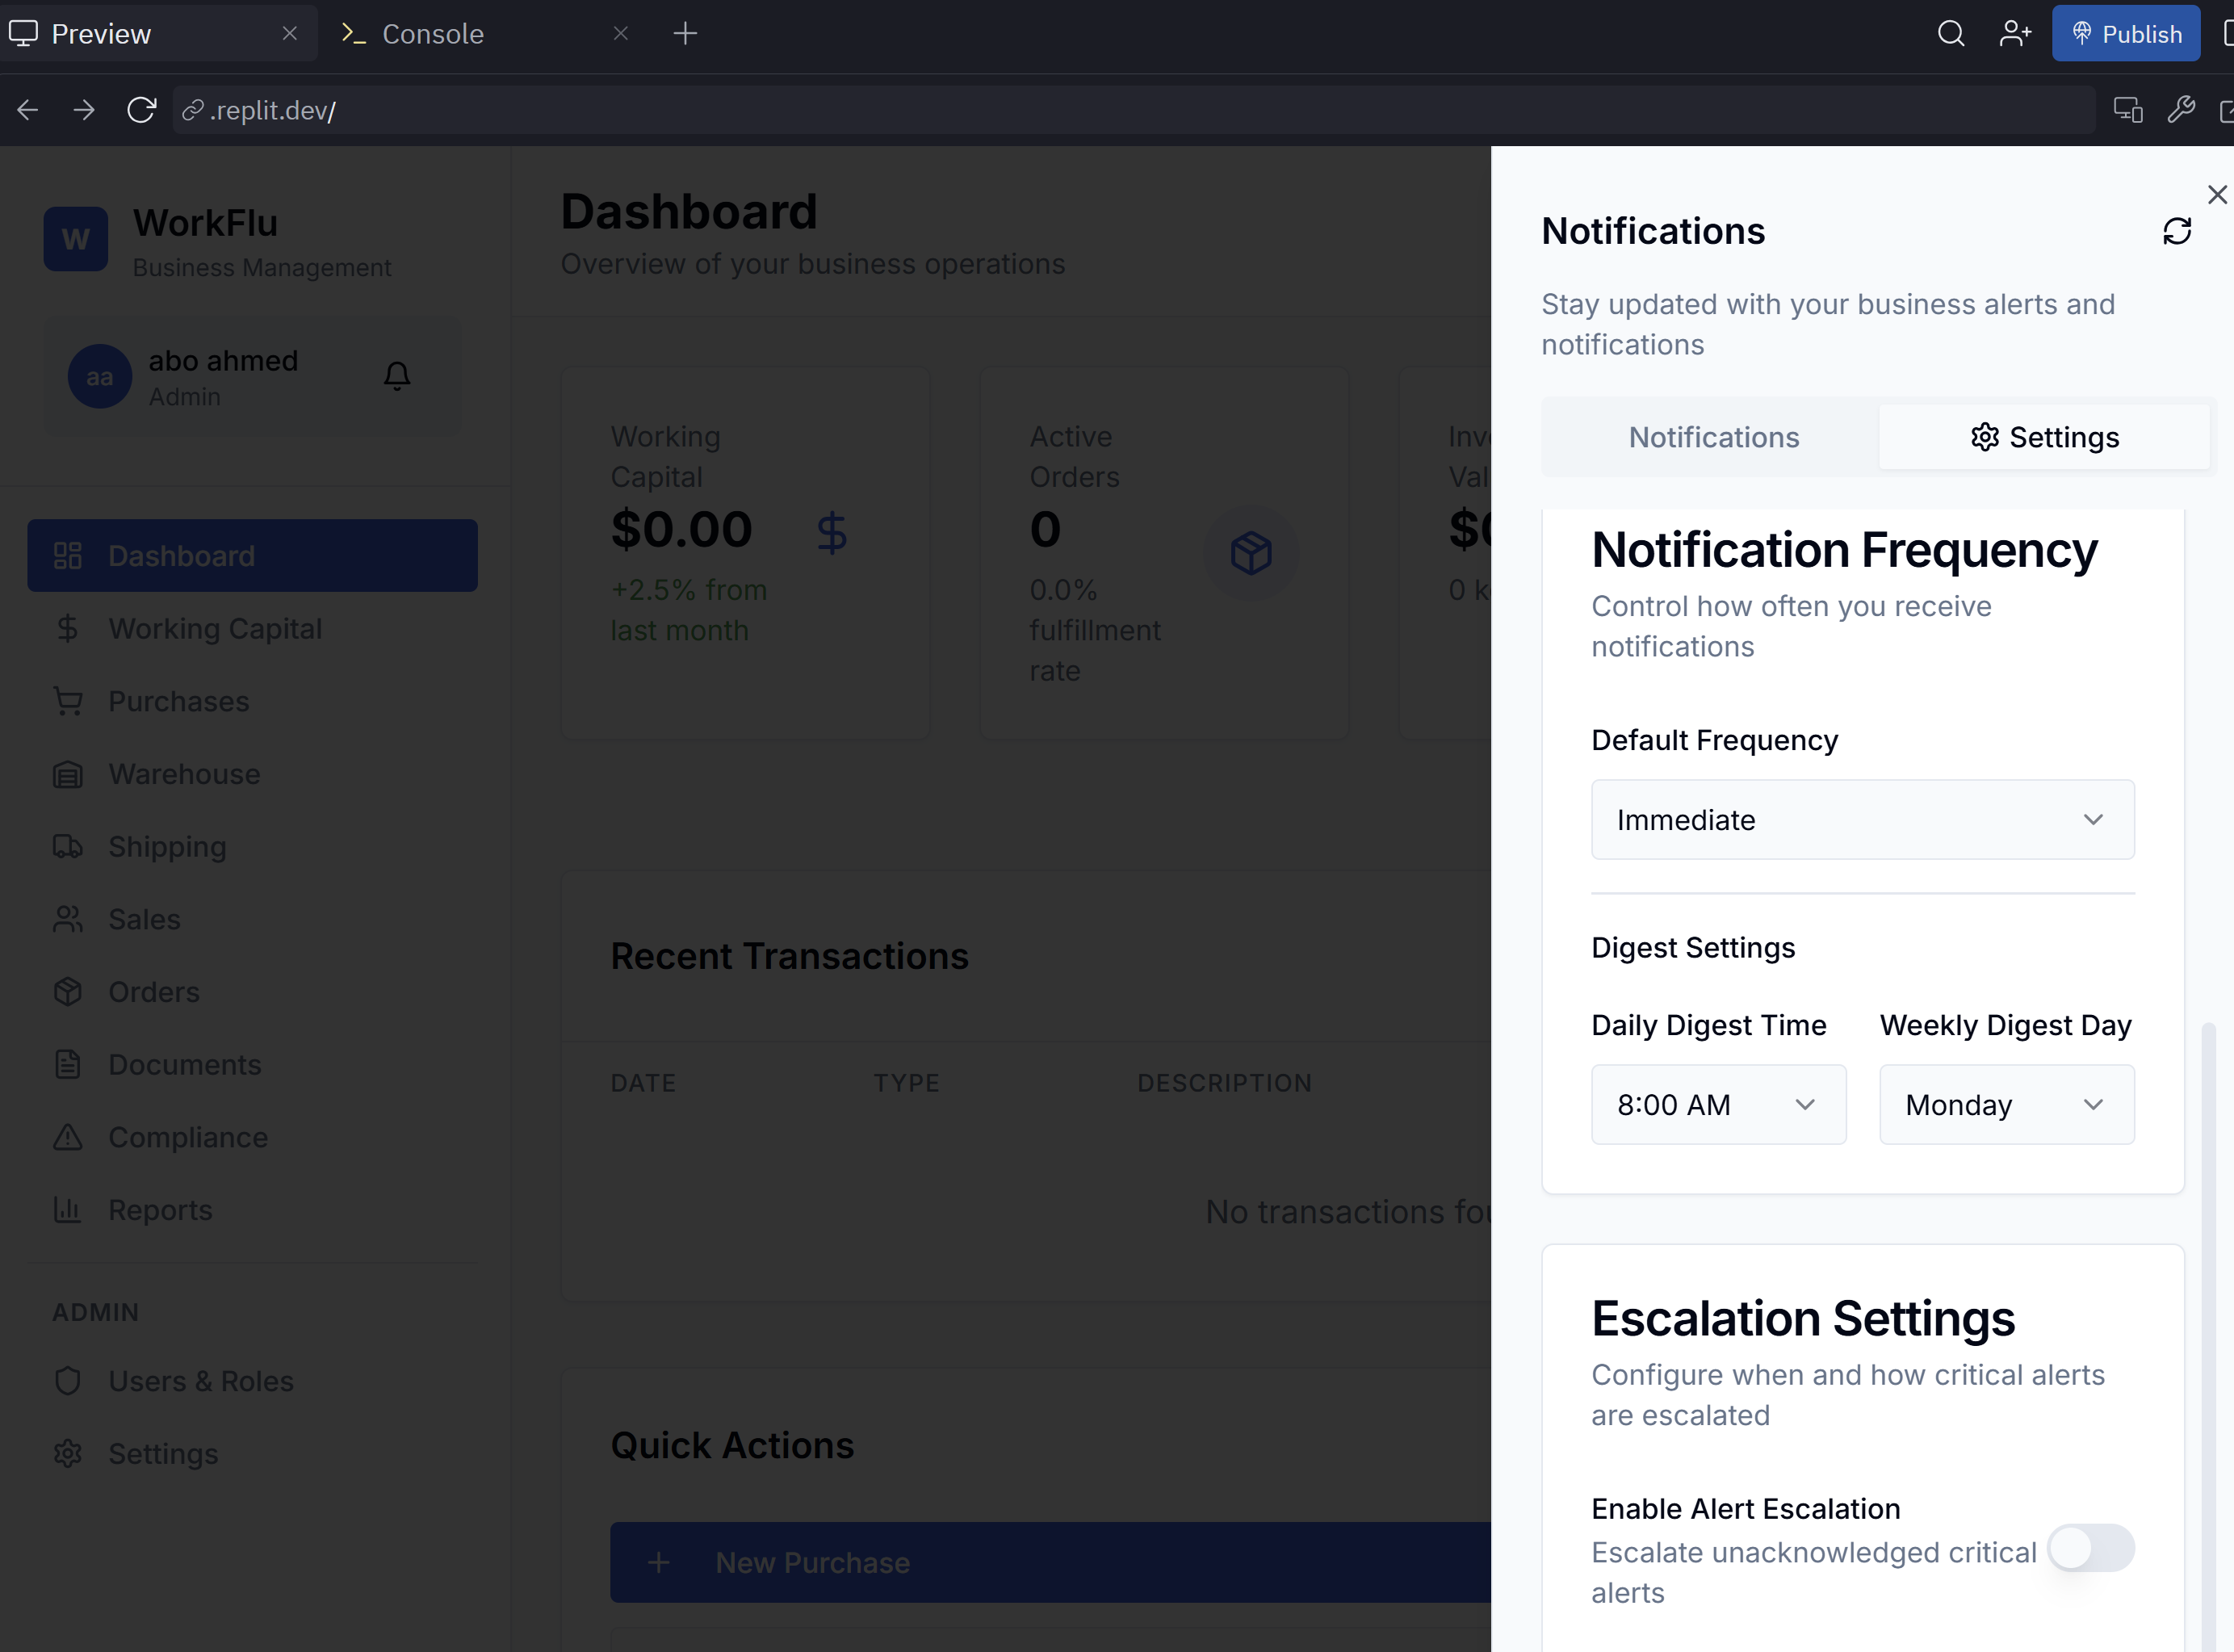 Preview
Console
Publish
.replit.dev/
W
WorkFlu
Business Management
aa
abo ahmed
Admin
Dashboard
Working Capital
Purchases
Warehouse
Shipping
Sales
Orders
Documents
Compliance
Reports
ADMIN
Users & Roles
Settings
Dashboard
Overview of your business operations
Working
Capital
$0.00
+2.5% from
last month
Active
Orders
0
0.0%
fulfillment
rate
0
Recent Transactions
DATE TYPE DESCRIPTION
No transactions
Quick Actions
New Purchase
Notifications
Stay updated with your business alerts and
notifications
Notifications
Settings
Notification Frequency
Control how often you receive
notifications
Default Frequency
Immediate
Digest Settings
Daily Digest Time Weekly Digest Day
8:00 AM Monday
Escalation Settings
Configure when and how critical alerts
are escalated
Enable Alert Escalation
Escalate unacknowledged critical
alerts